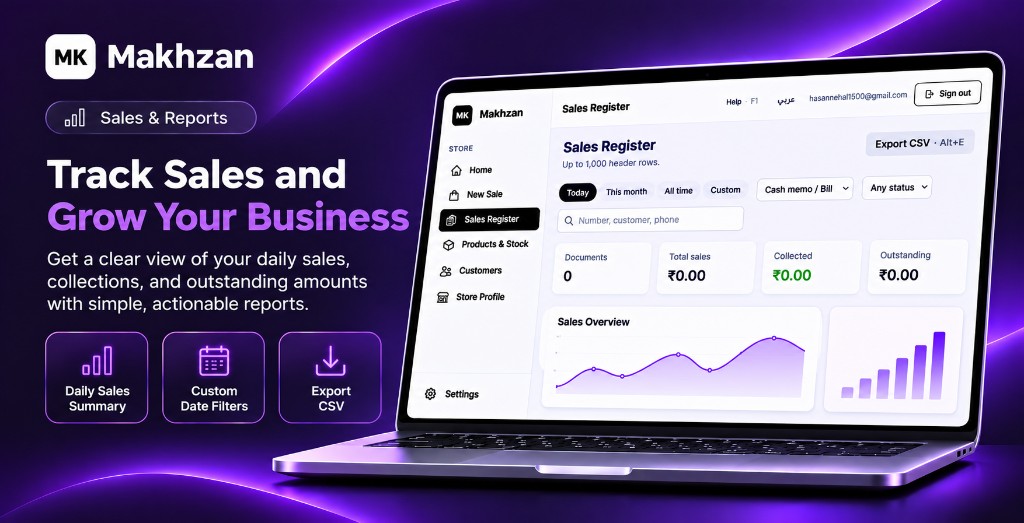 MK Makhzan
Sales & Reports
Track Sales and
Grow Your Business
Get a clear view of your daily sales,
collections, and outstanding amounts
with simple, actionable reports.
Daily Sales
Summary
Custom
Date Filters
Export
CSV
MK Makhzan
STORE
Home
New Sale
Sales Register
Products & Stock
Customers
Store Profile
Settings
Sales Register
Help · F1
عربي
hasannehal1500@gmail.com
Sign out
Sales Register
Up to 1,000 header rows.
Export CSV · Alt+E
Today
This month
All time
Custom
Cash memo / Bill
Any status
Number, customer, phone
Documents
0
Total sales
₹0.00
Collected
₹0.00
Outstanding
₹0.00
Sales Overview